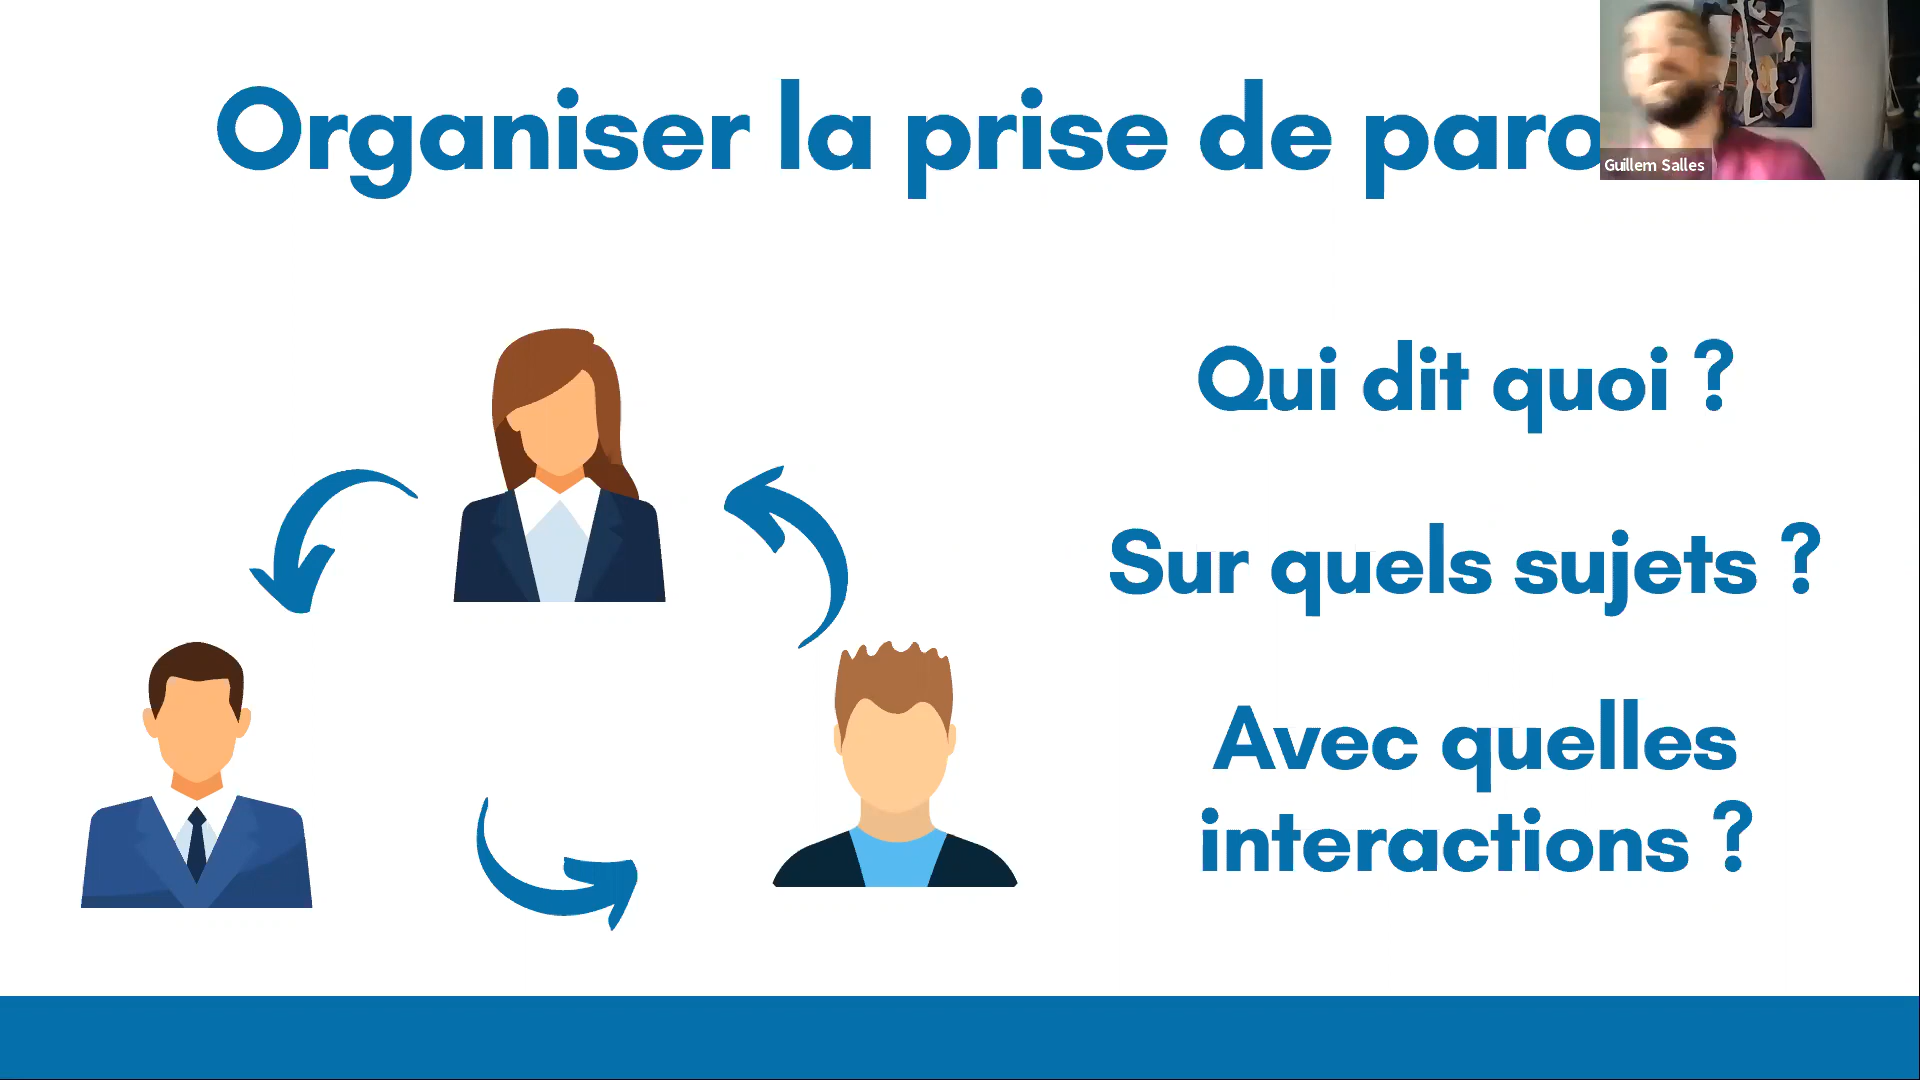 Organiser la prise de
Guillem Salles
Qui dit quoi ?
Sur quels sujets ?
Avec quelles
interactions ?